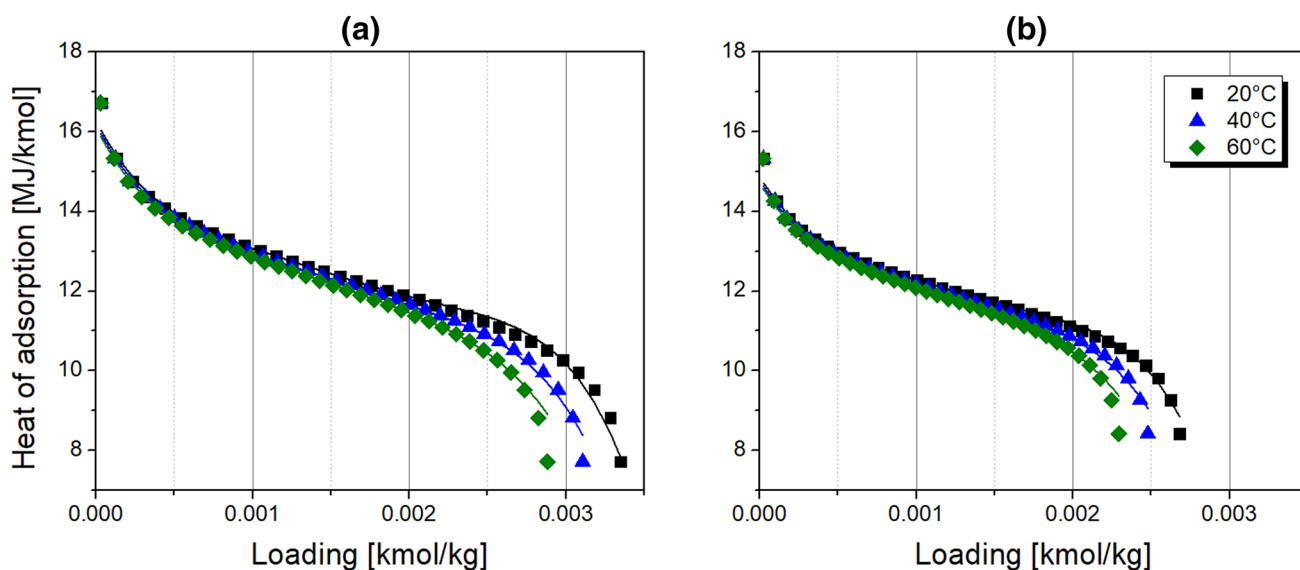 (a)
(b)
Heat of adsorption [MJ/kmol]
18
16
14
12
10
8
0.000
0.001
0.002
0.003
Loading [kmol/kg]
18
16
14
12
10
8
20°C
40°C
60°C
0.000
0.001
0.002
0.003
Loading [kmol/kg]